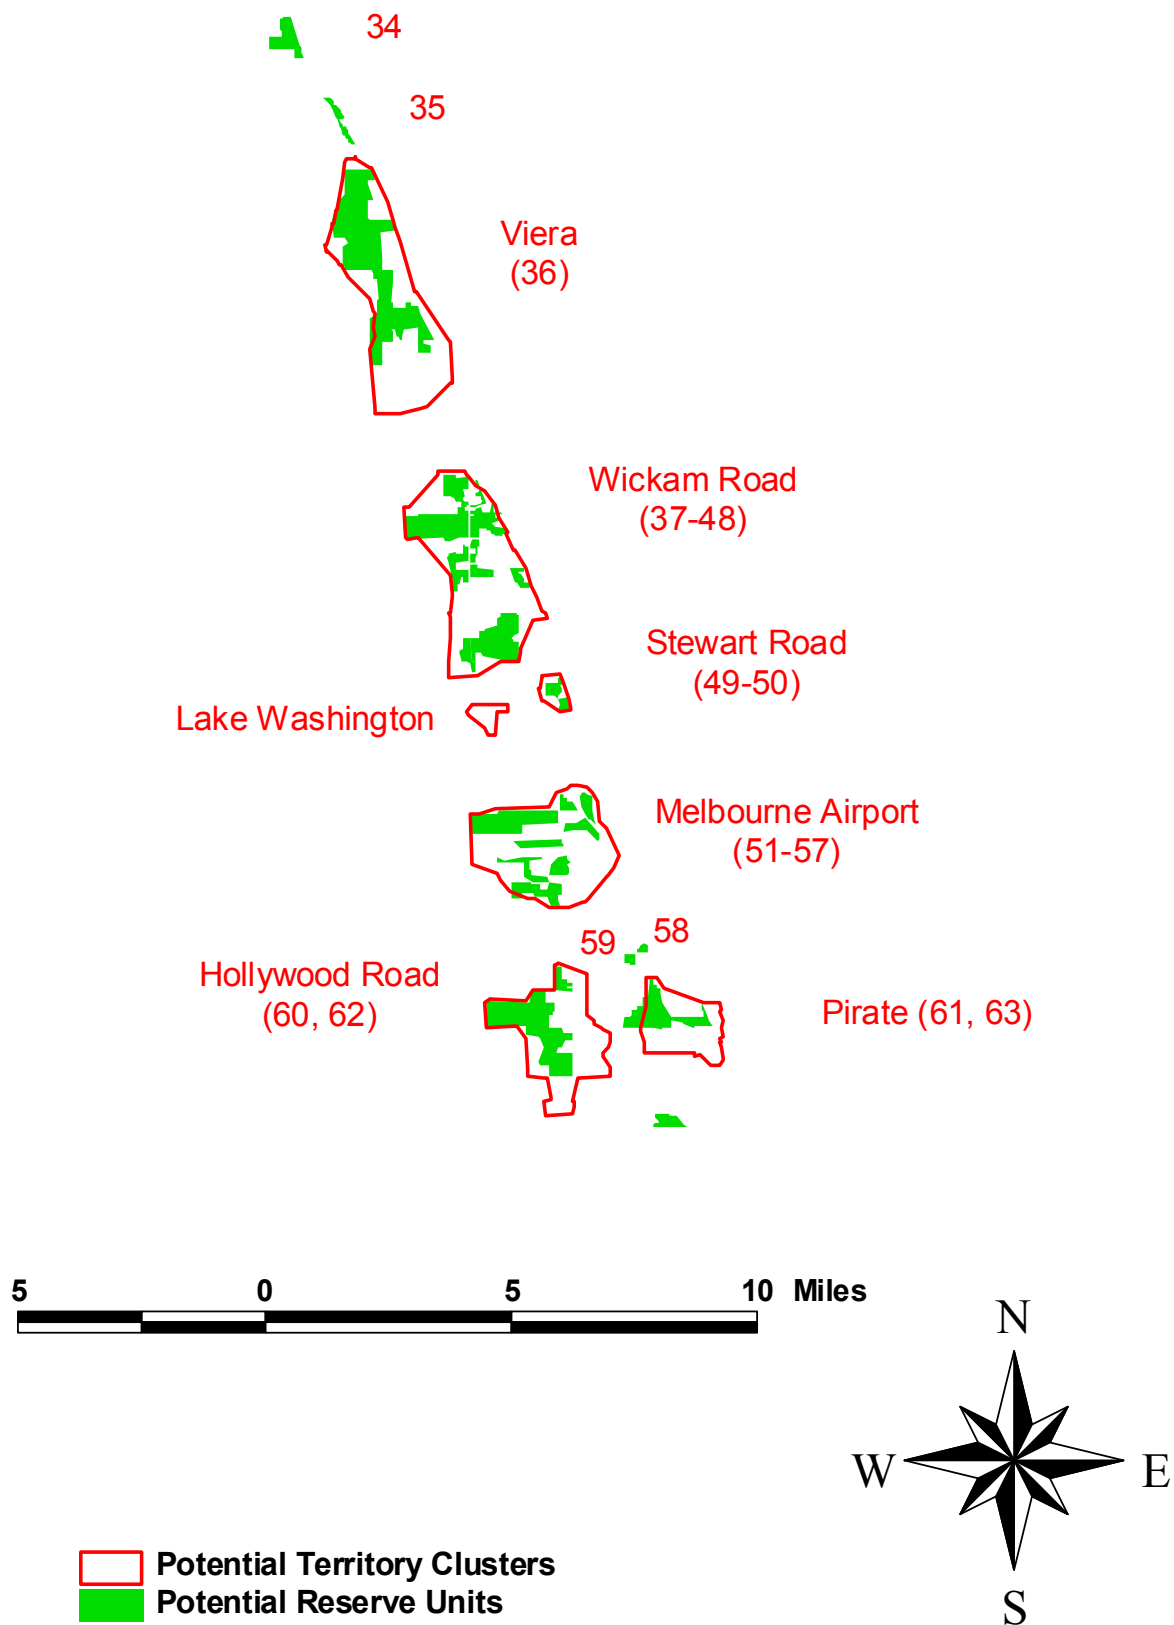 34
35
Viera
(36)
Wickam Road
(37-48)
Stewart Road
(49-50)
Lake Washington
Melbourne Airport
(51-57)
59 58
Hollywood Road
(60, 62)
Pirate (61, 63)
5 0 5 10 Miles
N
W E
S
Potential Territory Clusters
Potential Reserve Units